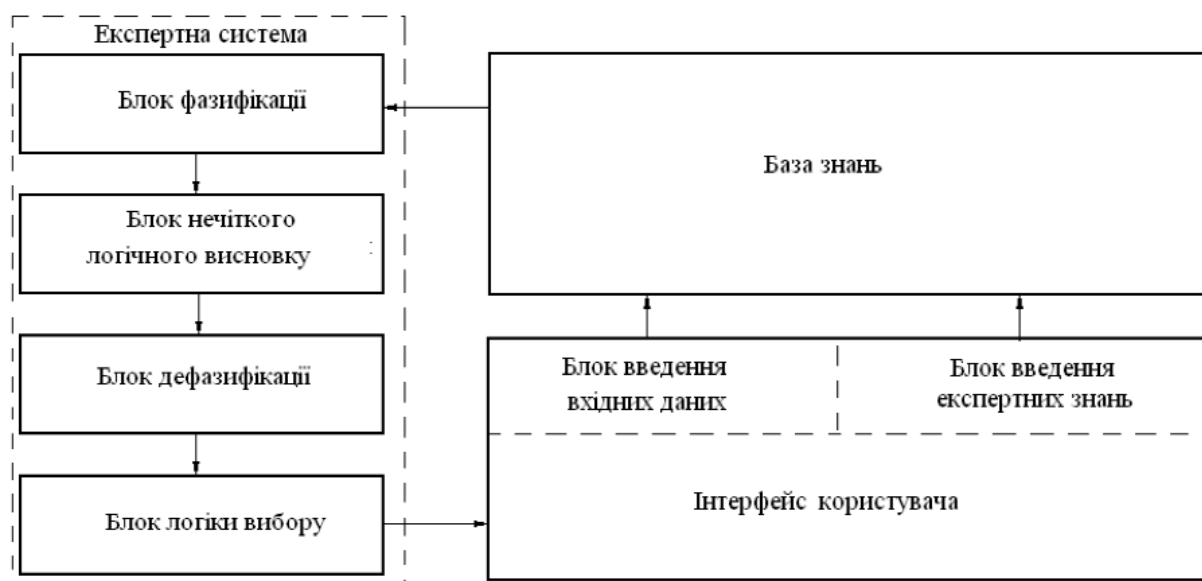 Експертна система
Блок фазифікації
База знань
Блок нечіткого
логічного висновку
Блок дефазифікації
Блок введення
вхідних даних
Блок введення
експертних знань
Блок логіки вибору
Інтерфейс користувача